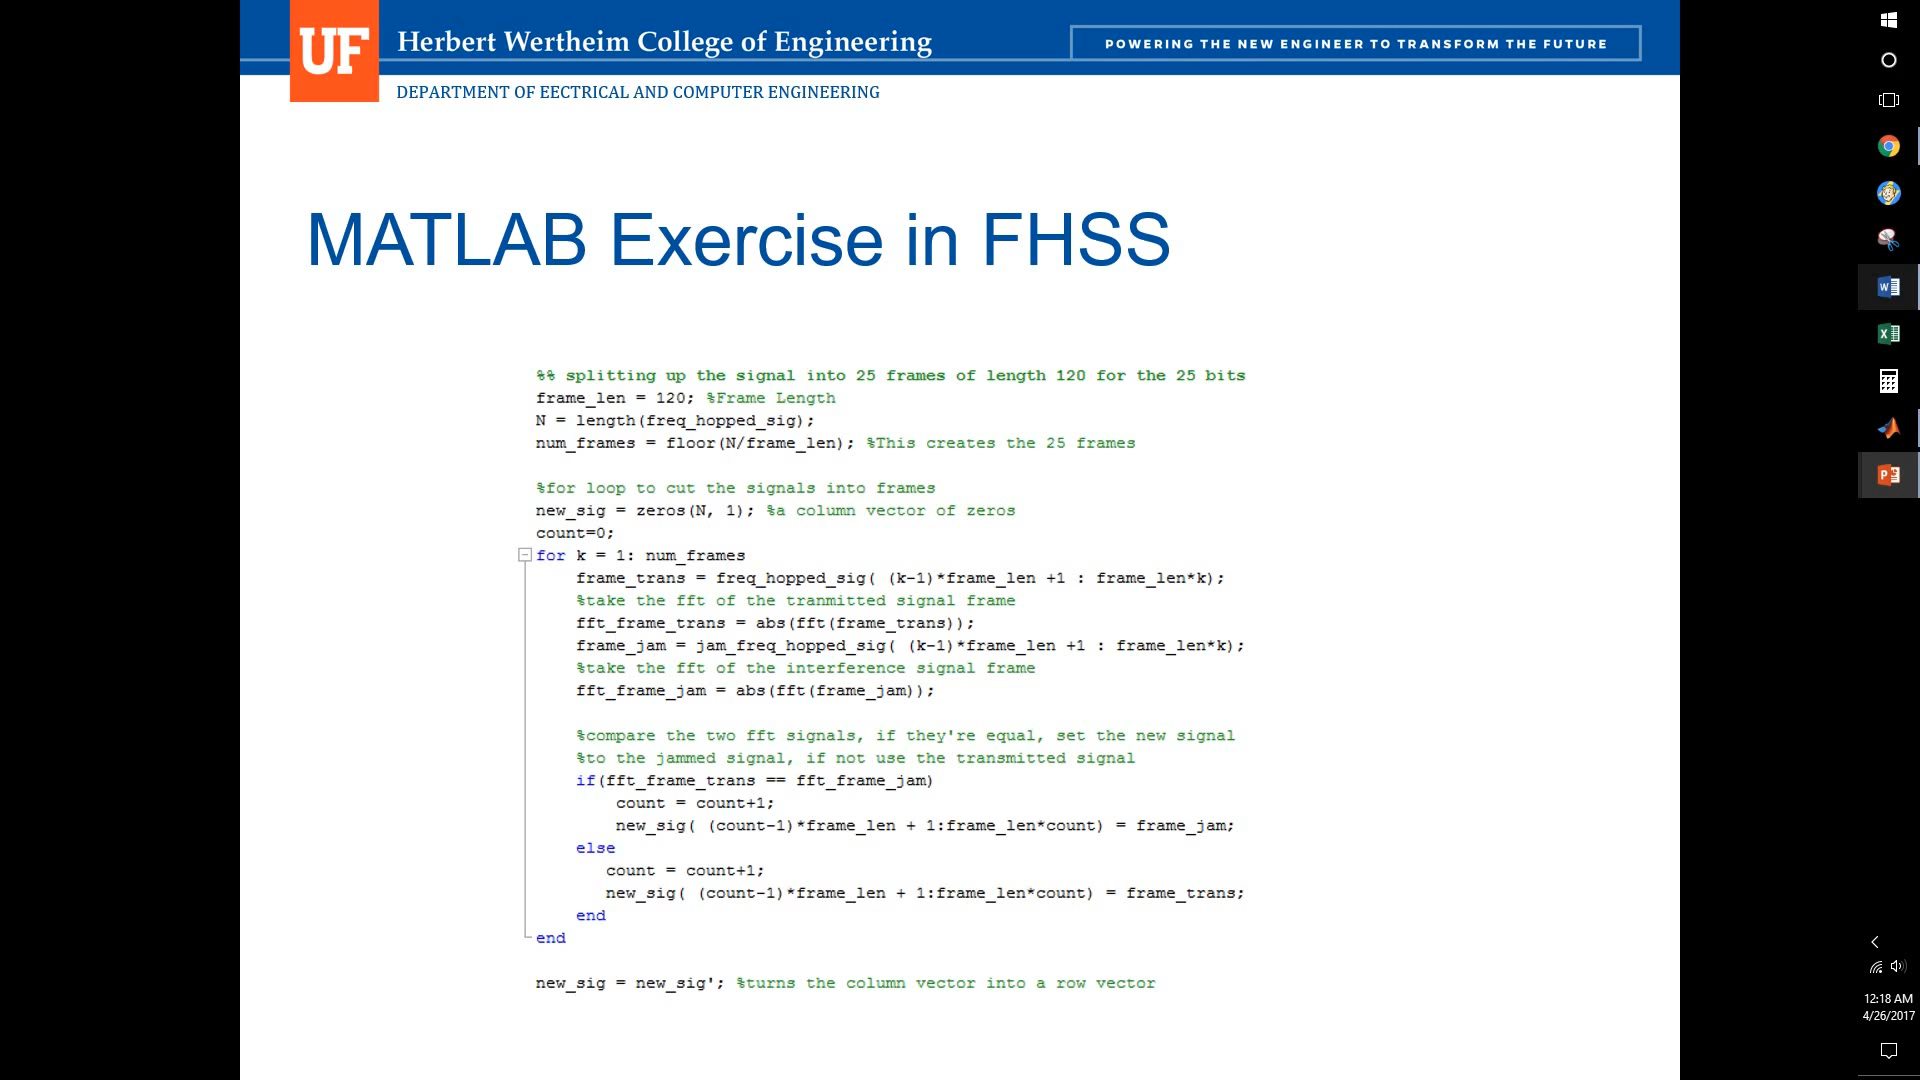 UF Herbert Wertheim College of Engineering
POWERING THE NEW ENGINEER TO TRANSFORM THE FUTURE
DEPARTMENT OF EECTRICAL AND COMPUTER ENGINEERING
MATLAB Exercise in FHSS
%% splitting up the signal into 25 frames of length 120 for the 25 bits
frame_len = 120; %Frame Length
N = length(freq_hopped_sig);
num_frames = floor(N/frame_len); %This creates the 25 frames
%for loop to cut the signals into frames
new_sig = zeros(N, 1); %a column vector of zeros
count=0;
for k = 1: num_frames
frame_trans = freq_hopped_sig( (k-1)*frame_len +1 : frame_len*k);
%take the fft of the tranmitted signal frame
fft_frame_trans = abs(fft(frame_trans));
frame_jam = jam_freq_hopped_sig( (k-1)*frame_len +1 : frame_len*k);
%take the fft of the interference signal frame
fft_frame_jam = abs(fft(frame_jam));
%compare the two fft signals, if they're equal, set the new signal
%to the jammed signal, if not use the transmitted signal
if(fft_frame_trans == fft_frame_jam)
count = count+1;
new_sig( (count-1)*frame_len + 1:frame_len*count) = frame_jam;
else
count = count+1;
new_sig( (count-1)*frame_len + 1:frame_len*count) = frame_trans;
end
end
new_sig = new_sig'; %turns the column vector into a row vector
12:18 AM
4/26/2017